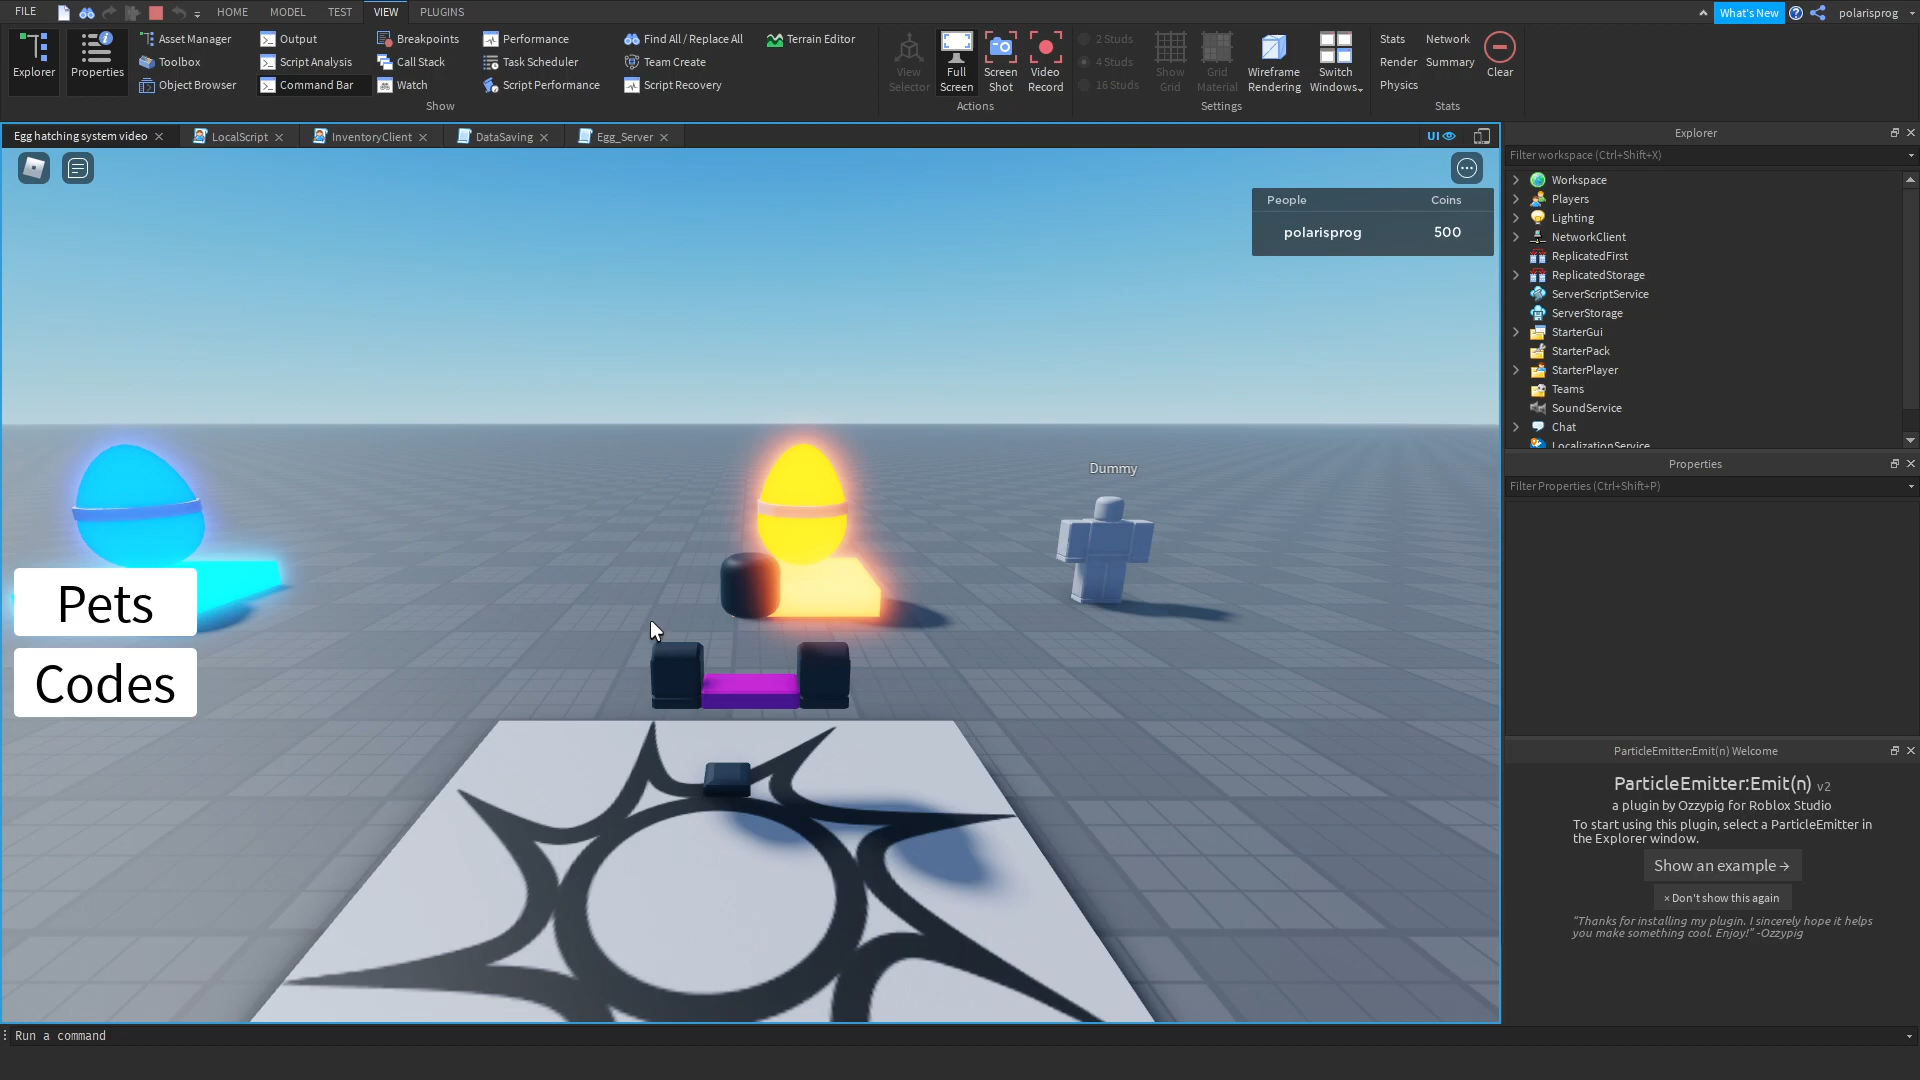 FILE
HOME
MODEL
TEST
VIEW
PLUGINS
What's New
polarisprog
Explorer
Properties
Asset Manager
Toolbox
Object Browser
Output
Script Analysis
Command Bar
Breakpoints
Call Stack
Watch
Performance
Task Scheduler
Script Performance
Find All / Replace All
Team Create
Script Recovery
Terrain Editor
Show
View
Selector
Full
Screen
Screen
Shot
Video
Record
Actions
2 Studs
4 Studs
16 Studs
Show
Grid
Grid
Material
Wireframe
Rendering
Switch
Windows
Settings
Stats
Network
Render
Summary
Physics
Clear
Stats
Egg hatching system video
LocalScript
InventoryClient
DataSaving
Egg_Server
UI
People Coins
polarisprog 500
Dummy
Pets
Codes
Explorer
Filter workspace (Ctrl+Shift+X)
Workspace
Players
Lighting
NetworkClient
ReplicatedFirst
ReplicatedStorage
ServerScriptService
ServerStorage
StarterGui
StarterPack
StarterPlayer
Teams
SoundService
Chat
LocalizationService
Properties
Filter Properties (Ctrl+Shift+P)
ParticleEmitter:Emit(n) Welcome
ParticleEmitter:Emit(n) v2
a plugin by Ozzypig for Roblox Studio
To start using this plugin, select a ParticleEmitter in
the Explorer window.
Show an example →
× Don't show this again
"Thanks for installing my plugin. I sincerely hope it helps
you make something cool. Enjoy!" -Ozzypig
Run a command